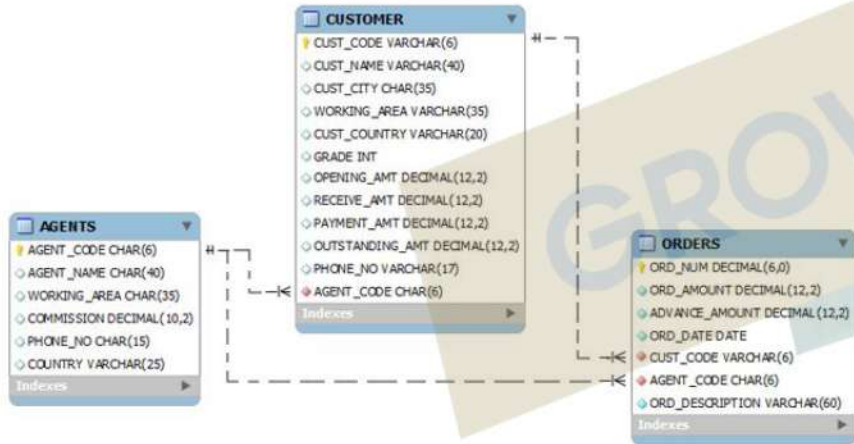 CUSTOMER
CUST_CODE VARCHAR(6)
CUST_NAME VARCHAR(40)
CUST_CITY CHAR(35)
WORKING_AREA VARCHAR(35)
CUST_COUNTRY VARCHAR(20)
GRADE INT
OPENING_AMT DECIMAL(12,2)
RECEIVE_AMT DECIMAL(12,2)
PAYMENT_AMT DECIMAL(12,2)
OUTSTANDING_AMT DECIMAL(12,2)
PHONE_NO VARCHAR(17)
AGENT_CODE CHAR(6)
Indexes
AGENTS
AGENT_CODE CHAR(6)
AGENT_NAME CHAR(40)
WORKING_AREA CHAR(35)
COMMISSION DECIMAL(10,2)
PHONE_NO CHAR(15)
COUNTRY VARCHAR(25)
Indexes
ORDERS
ORD_NUM DECIMAL(6,0)
ORD_AMOUNT DECIMAL(12,2)
ADVANCE_AMOUNT DECIMAL(12,2)
ORD_DATE DATE
CUST_CODE VARCHAR(6)
AGENT_CODE CHAR(6)
ORD_DESCRIPTION VARCHAR(60)
Indexes